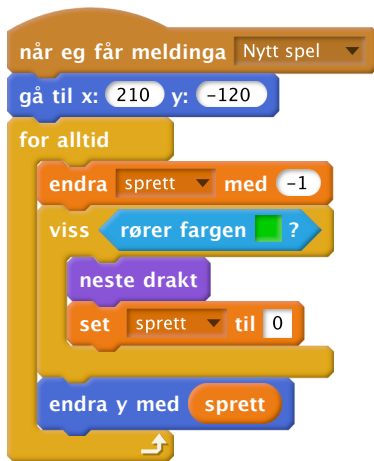 når eg får meldinga Nytt spel
gå til x: 210 y: -120
for alltid
endra sprett med -1
viss rører fargen ?
neste drakt
set sprett til 0
endra y med sprett